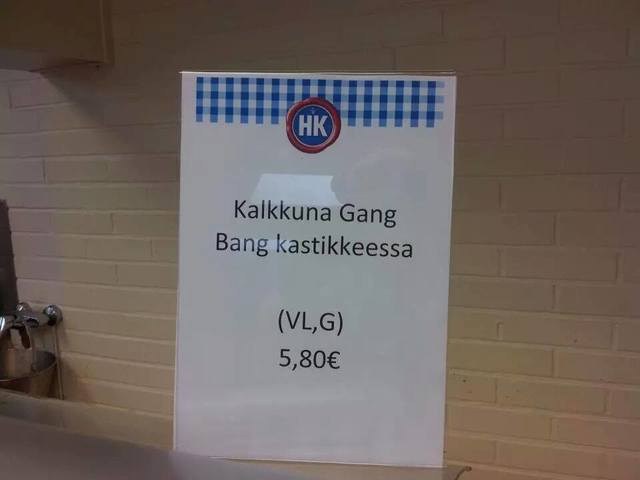 HK
Kalkkuna Gang
Bang kastikkeessa
(VL,G)
5,80€